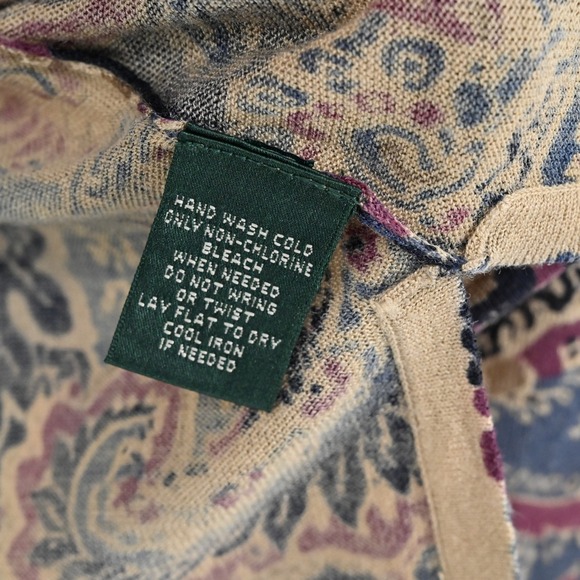 HAND WASH COLD
ONLY NON-CHLORINE
BLEACH
WHEN NEEDED
DO NOT WRING
OR TWIST
LAY FLAT TO DRY
COOL IRON
IF NEEDED